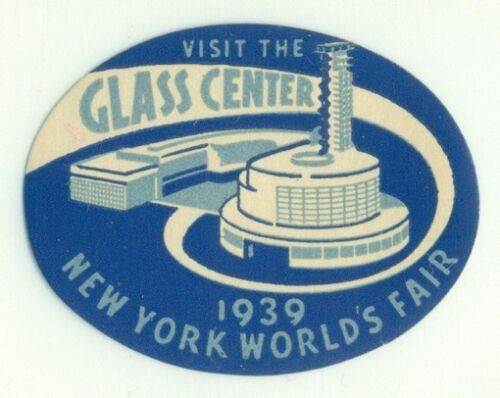 VISIT THE
GLASS CENTER
1939
NEW YORK WORLD'S FAIR